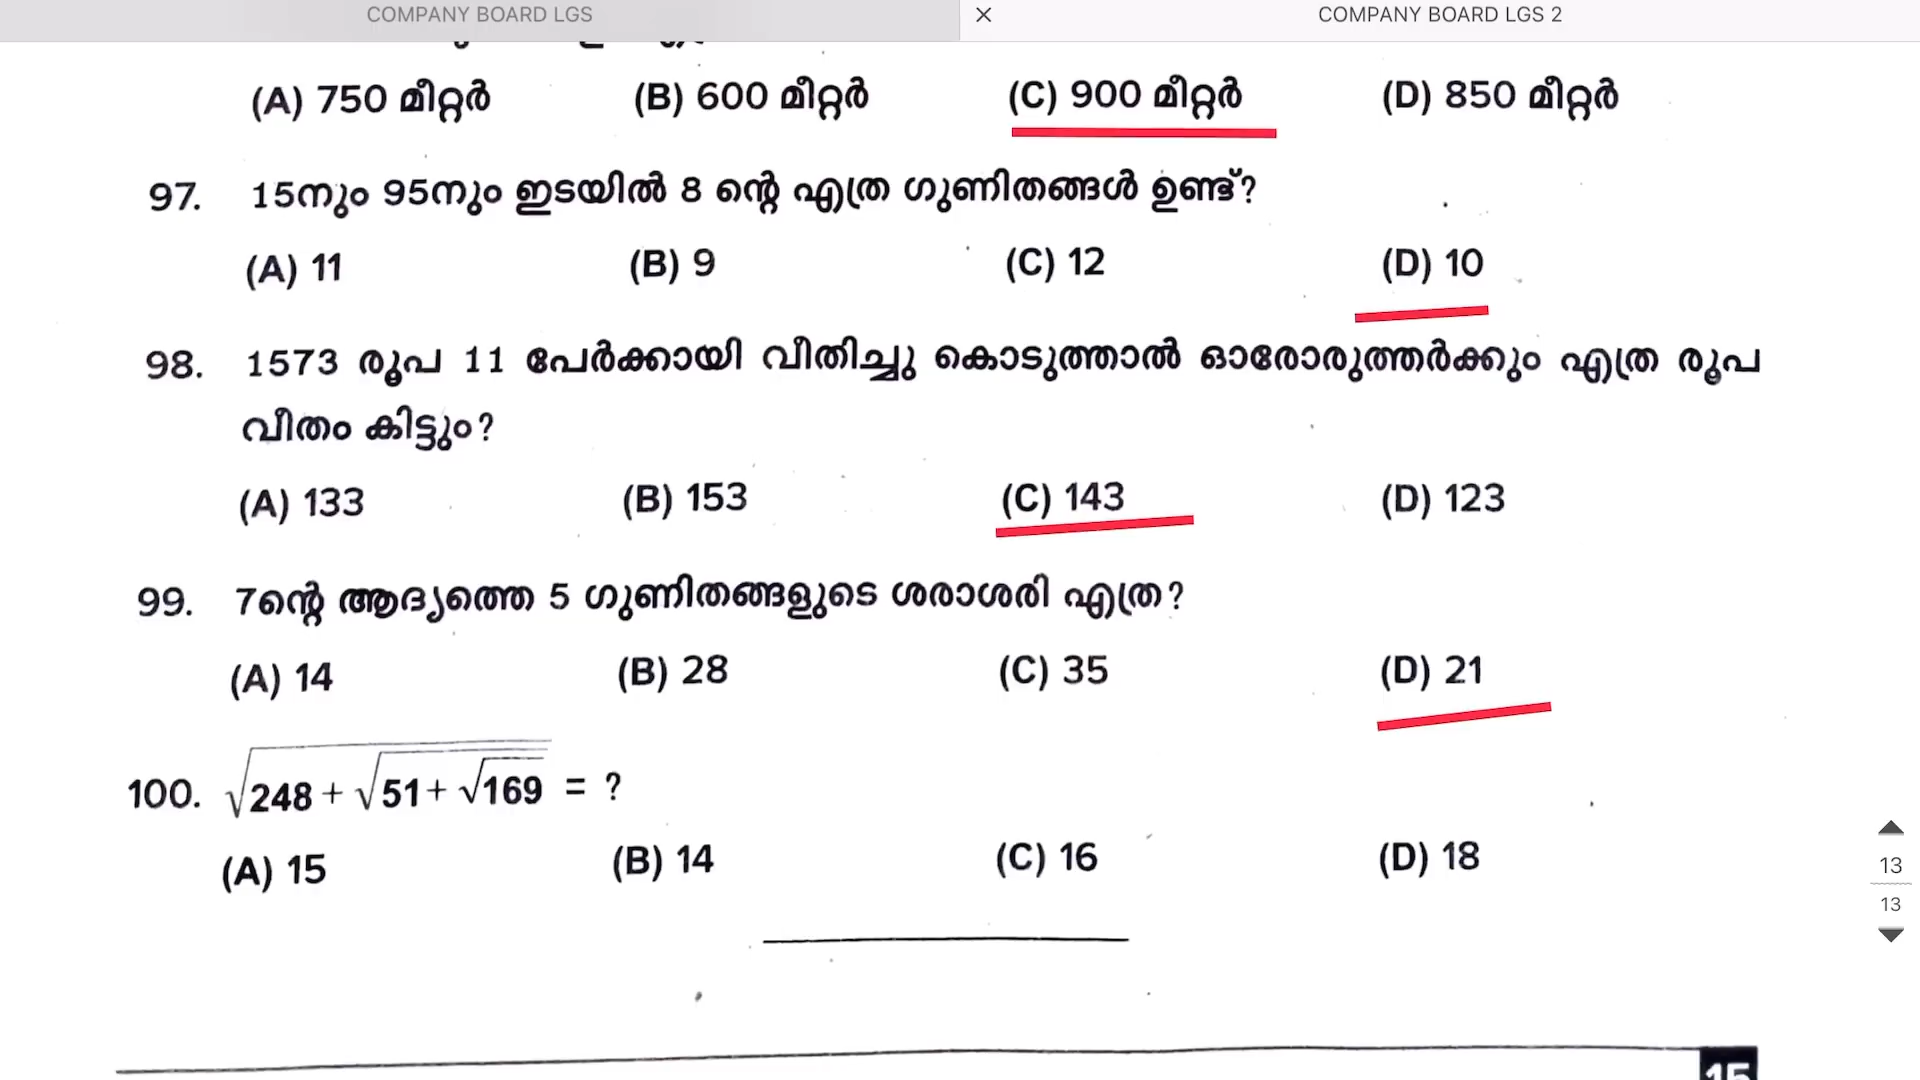 COMPANY BOARD LGS
× COMPANY BOARD LGS 2
(A) 750 മീറ്റർ (B) 600 മീറ്റർ (C) 900 മീറ്റർ (D) 850 മീറ്റർ
97. 15നും 95നും ഇടയിൽ 8 ന്റെ എത്ര ഗുണിതങ്ങൾ ഉണ്ട്?
(A) 11 (B) 9 (C) 12 (D) 10
98. 1573 രൂപ 11 പേർക്കായി വീതിച്ചു കൊടുത്താൽ ഓരോരുത്തർക്കും എത്ര രൂപ
വീതം കിട്ടും?
(A) 133 (B) 153 (C) 143 (D) 123
99. 7ന്റെ ആദ്യത്തെ 5 ഗുണിതങ്ങളുടെ ശരാശരി എത്ര?
(A) 14 (B) 28 (C) 35 (D) 21
100. √248 + √51 + √169 = ?
(A) 15 (B) 14 (C) 16 (D) 18
13
13
15